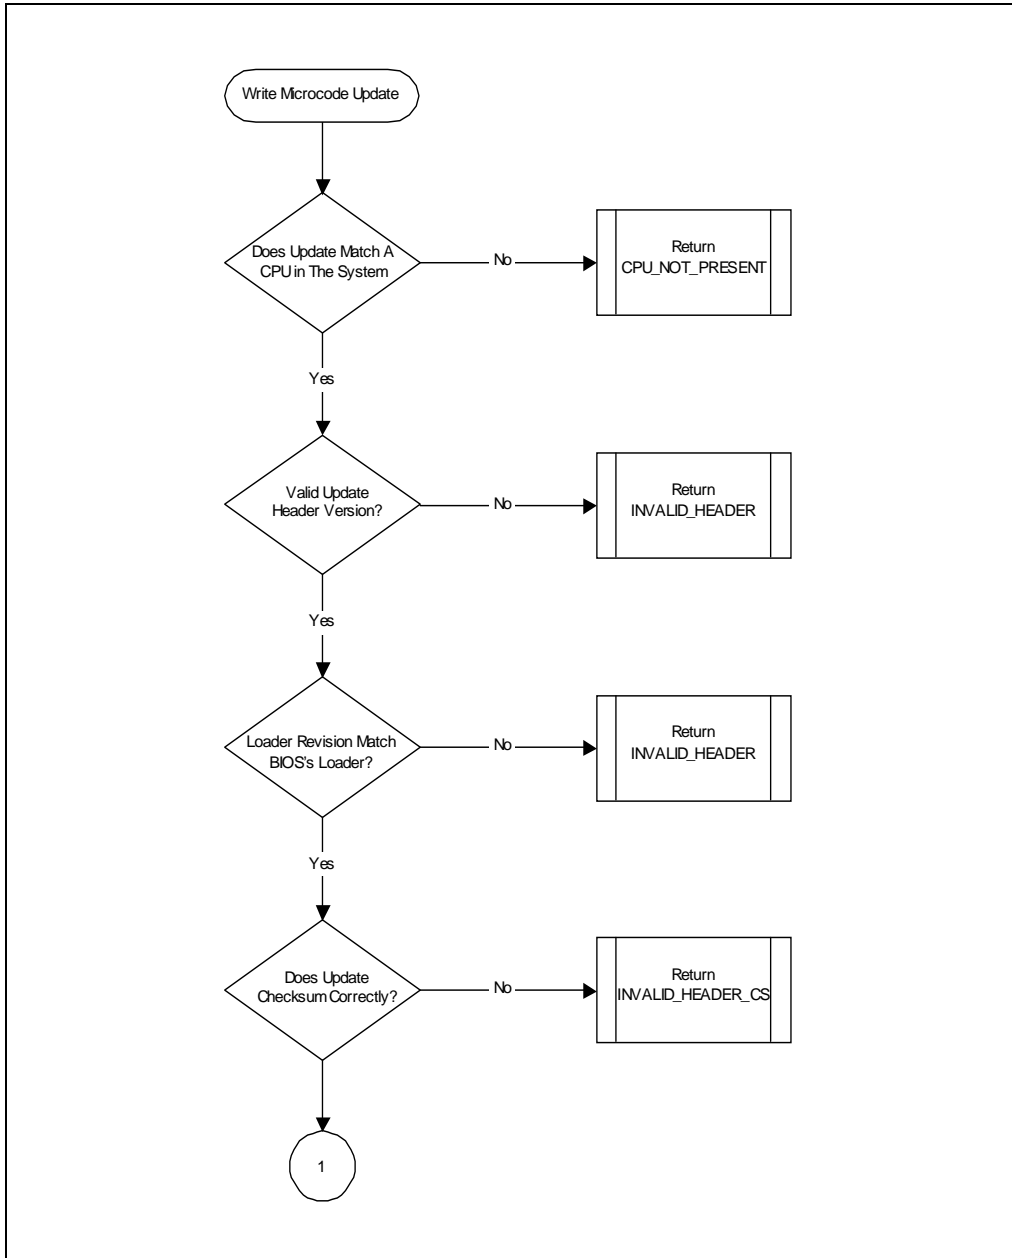 Write Microcode Update
Does Update Match A
CPU in The System
No
Return
CPU_NOT_PRESENT
Yes
Valid Update
Header Version?
No
Return
INVALID_HEADER
Yes
Loader Revision Match
BIOS's Loader?
No
Return
INVALID_HEADER
Yes
Does Update
Checksum Correctly?
No
Return
INVALID_HEADER_CS
1